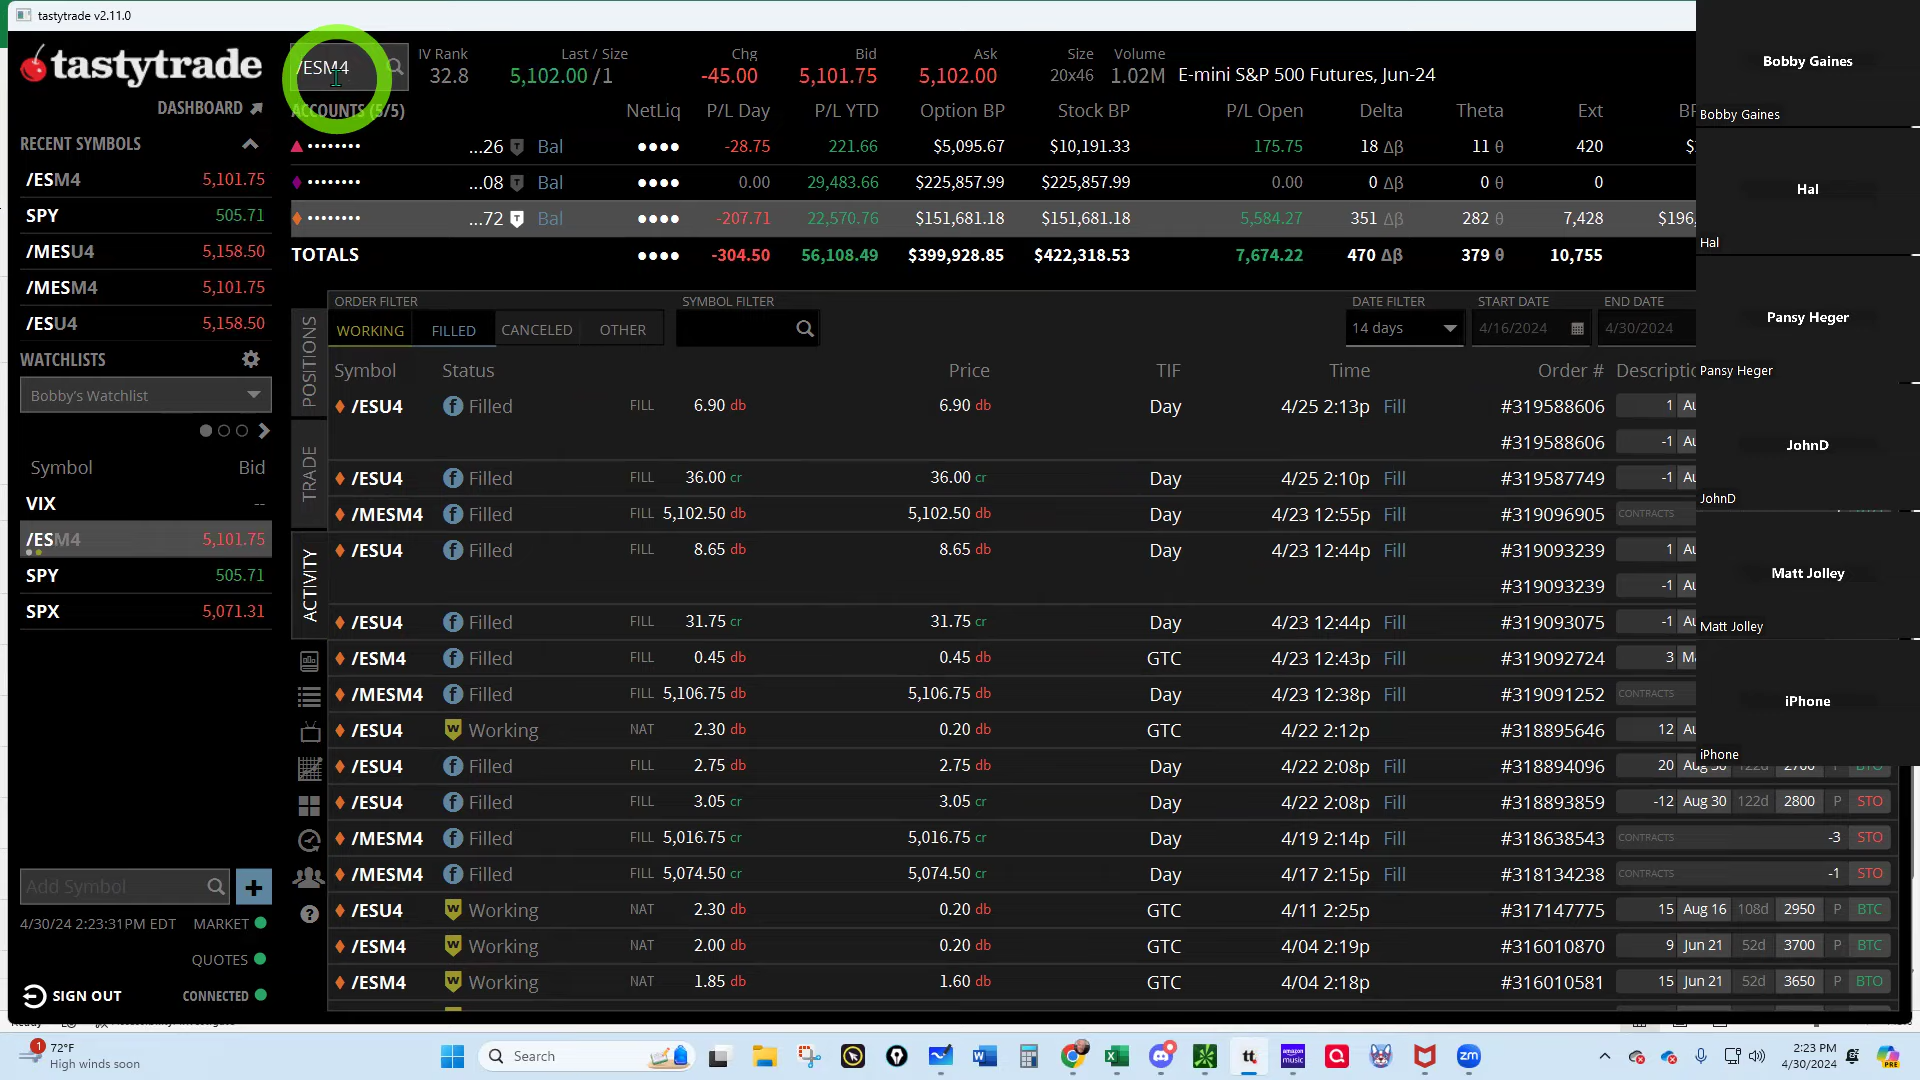 tastytrade v2.11.0
tastytrade
DASHBOARD
/ESM4
IV Rank
32.8
Last / Size
5,102.00 / 1
Chg
-45.00
Bid
5,101.75
Ask
5,102.00
Size
20x46
Volume
1.02M
E-mini S&P 500 Futures, Jun-24
ACCOUNTS (5/5) NetLiq P/L Day P/L YTD Option BP Stock BP P/L Open Delta Theta Ext
...26 T Bal -28.75 221.66 $5,095.67 $10,191.33 175.75 18 Δβ 11 θ 420
...08 T Bal 0.00 29,483.66 $225,857.99 $225,857.99 0.00 0 Δβ 0 θ 0
...72 T Bal -207.71 22,570.76 $151,681.18 $151,681.18 5,584.27 351 Δβ 282 θ 7,428 $196,
TOTALS -304.50 56,108.49 $399,928.85 $422,318.53 7,674.22 470 Δβ 379 θ 10,755
RECENT SYMBOLS
/ESM4 5,101.75
SPY 505.71
/MESU4 5,158.50
/MESM4 5,101.75
/ESU4 5,158.50
WATCHLISTS
Bobby's Watchlist
Symbol Bid
VIX --
/ESM4 5,101.75
SPY 505.71
SPX 5,071.31
Add Symbol
4/30/24 2:23:31PM EDT MARKET
QUOTES
SIGN OUT CONNECTED
POSITIONS
TRADE
ACTIVITY
ORDER FILTER SYMBOL FILTER DATE FILTER START DATE END DATE
WORKING FILLED CANCELED OTHER 14 days 4/16/2024 4/30/2024
Symbol Status Price TIF Time Order #
/ESU4 f Filled FILL 6.90 db 6.90 db Day 4/25 2:13p Fill #319588606 1
#319588606 -1
/ESU4 f Filled FILL 36.00 cr 36.00 cr Day 4/25 2:10p Fill #319587749 -1
/MESM4 f Filled FILL 5,102.50 db 5,102.50 db Day 4/23 12:55p Fill #319096905 CONTRACTS
/ESU4 f Filled FILL 8.65 db 8.65 db Day 4/23 12:44p Fill #319093239 1
#319093239 -1
/ESU4 f Filled FILL 31.75 cr 31.75 cr Day 4/23 12:44p Fill #319093075 -1
/ESM4 f Filled FILL 0.45 db 0.45 db GTC 4/23 12:43p Fill #319092724 3
/MESM4 f Filled FILL 5,106.75 db 5,106.75 db Day 4/23 12:38p Fill #319091252 CONTRACTS
/ESU4 W Working NAT 2.30 db 0.20 db GTC 4/22 2:12p #318895646 12
/ESU4 f Filled FILL 2.75 db 2.75 db Day 4/22 2:08p Fill #318894096 20 Aug 30 122d 2700 P BTO
/ESU4 f Filled FILL 3.05 cr 3.05 cr Day 4/22 2:08p Fill #318893859 -12 Aug 30 122d 2800 P STO
/MESM4 f Filled FILL 5,016.75 cr 5,016.75 cr Day 4/19 2:14p Fill #318638543 CONTRACTS -3 STO
/MESM4 f Filled FILL 5,074.50 cr 5,074.50 cr Day 4/17 2:15p Fill #318134238 CONTRACTS -1 STO
/ESU4 W Working NAT 2.30 db 0.20 db GTC 4/11 2:25p #317147775 15 Aug 16 108d 2950 P BTC
/ESM4 W Working NAT 2.00 db 0.20 db GTC 4/04 2:19p #316010870 9 Jun 21 52d 3700 P BTC
/ESM4 W Working NAT 1.85 db 1.60 db GTC 4/04 2:18p #316010581 15 Jun 21 52d 3650 P BTO
Bobby Gaines
Bobby Gaines
Hal
Hal
Pansy Heger
Pansy Heger
JohnD
JohnD
Matt Jolley
Matt Jolley
iPhone
iPhone
1
72°F
High winds soon
Search
tt
amazon music
zm
2:23 PM
4/30/2024
PRE